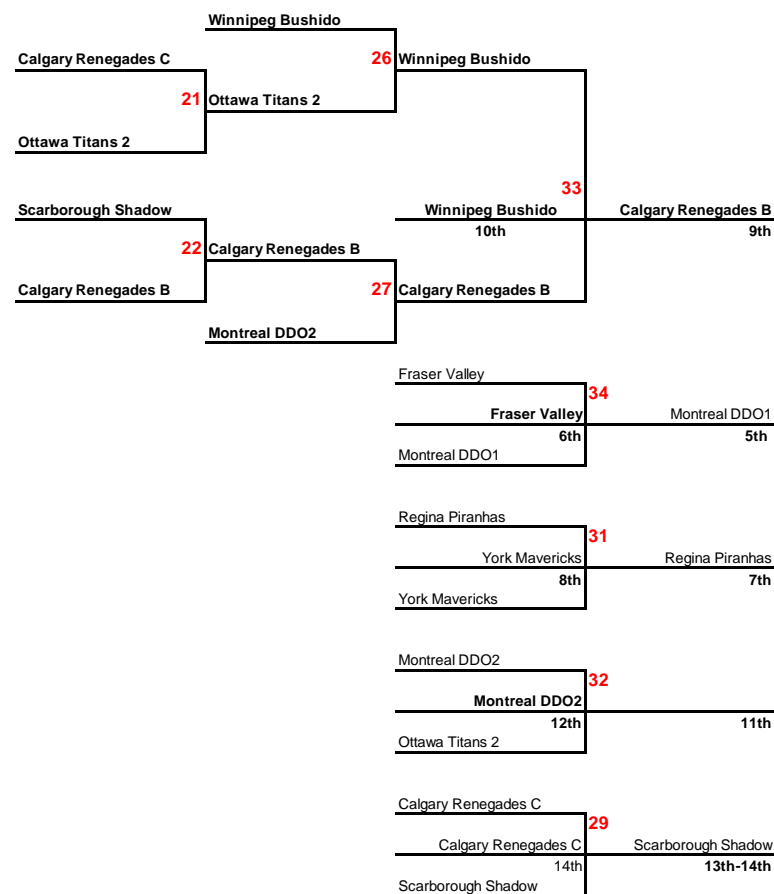 Winnipeg Bushido
Calgary Renegades C
26 Winnipeg Bushido
21 Ottawa Titans 2
Ottawa Titans 2
33
Scarborough Shadow
Winnipeg Bushido
Calgary Renegades B
10th
9th
22 Calgary Renegades B
Calgary Renegades B
27 Calgary Renegades B
Montreal DDO2
Fraser Valley
34
Fraser Valley
Montreal DDO1
6th
5th
Montreal DDO1
Regina Piranhas
31
York Mavericks
Regina Piranhas
8th
7th
York Mavericks
Montreal DDO2
32
Montreal DDO2
12th
11th
Ottawa Titans 2
Calgary Renegades C
29
Calgary Renegades C
Scarborough Shadow
14th
13th-14th
Scarborough Shadow